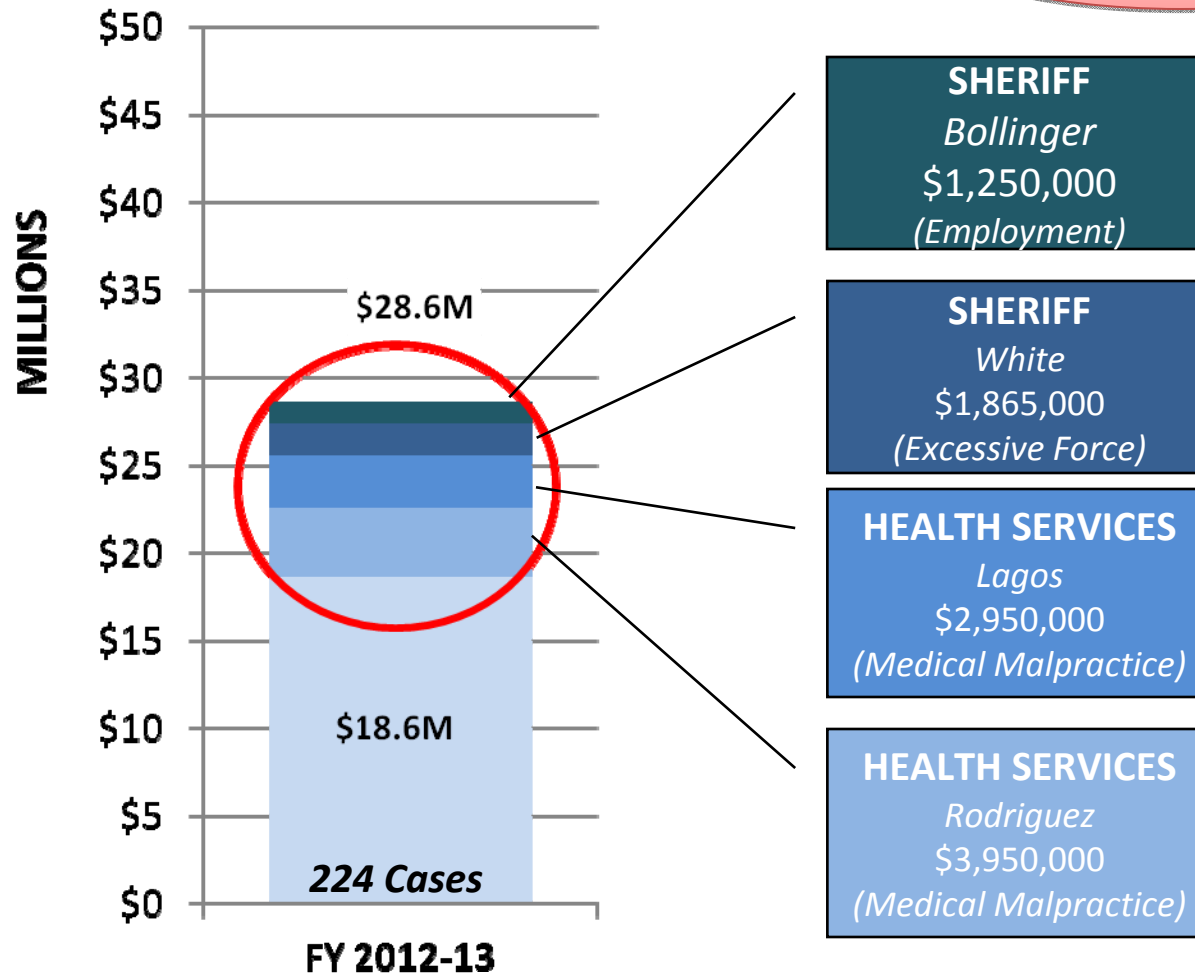 MILLIONS
$50
$45
$40
$35
$30
$25
$20
$15
$10
$5
$0
$28.6M
$18.6M
224 Cases
FY 2012-13
SHERIFF
Bollinger
$1,250,000
(Employment)
SHERIFF
White
$1,865,000
(Excessive Force)
HEALTH SERVICES
Lagos
$2,950,000
(Medical Malpractice)
HEALTH SERVICES
Rodriguez
$3,950,000
(Medical Malpractice)